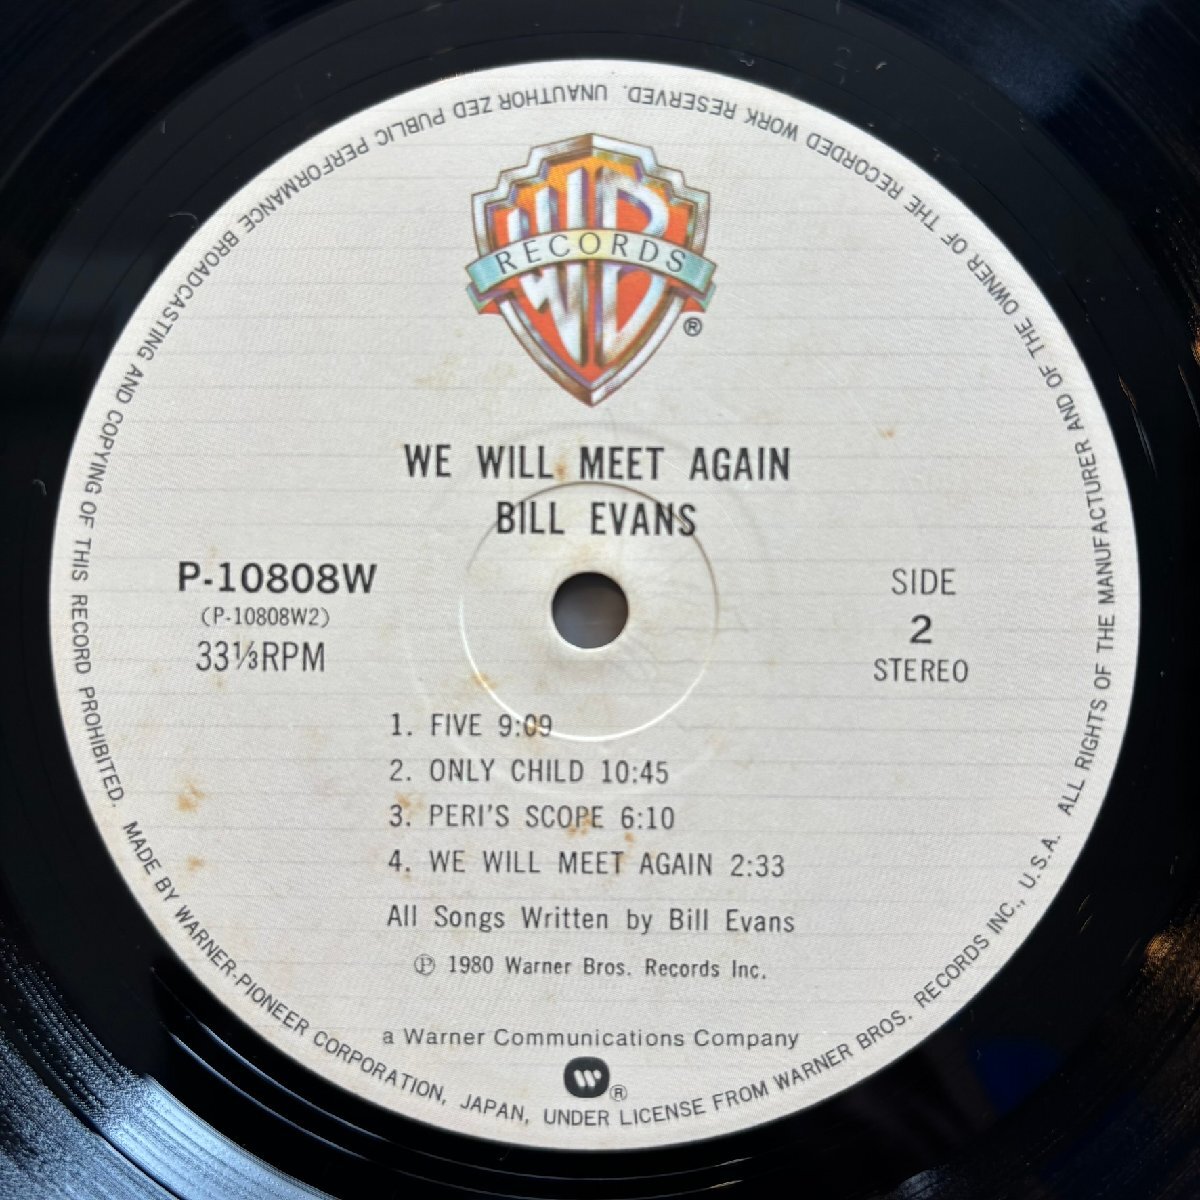 WB
RECORDS
®
WE WILL MEET AGAIN
BILL EVANS
P-10808W
(P-10808W2)
33⅓RPM
SIDE
2
STEREO
1. FIVE 9:09
2. ONLY CHILD 10:45
3. PERI'S SCOPE 6:10
4. WE WILL MEET AGAIN 2:33
All Songs Written by Bill Evans
Ⓟ 1980 Warner Bros. Records Inc.
a Warner Communications Company
®
MADE BY WARNER-PIONEER CORPORATION, JAPAN, UNDER LICENSE FROM WARNER BROS. RECORDS INC., U.S.A. ALL RIGHTS OF THE MANUFACTURER AND OF THE OWNER OF THE RECORDED WORK RESERVED. UNAUTHOR ZED PUBLIC PERFORMANCE BROADCASTING AND COPYING OF THIS RECORD PROHIBITED.